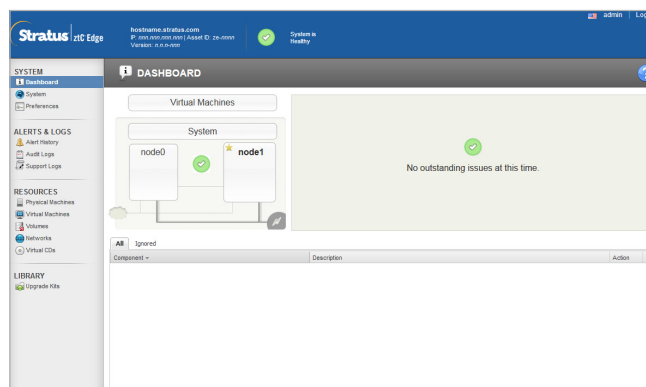 admin | Log
Stratus | ztC Edge
hostname.stratus.com
IP: nnn.nnn.nnn.nnn | Asset ID: ze-nnnn
Version: n.n.n-nnn
System is
Healthy
SYSTEM
Dashboard
System
Preferences
ALERTS & LOGS
Alert History
Audit Logs
Support Logs
RESOURCES
Physical Machines
Virtual Machines
Volumes
Networks
Virtual CDs
LIBRARY
Upgrade Kits
DASHBOARD
Virtual Machines
System
node0
node1
No outstanding issues at this time.
All Ignored
Component Description Action